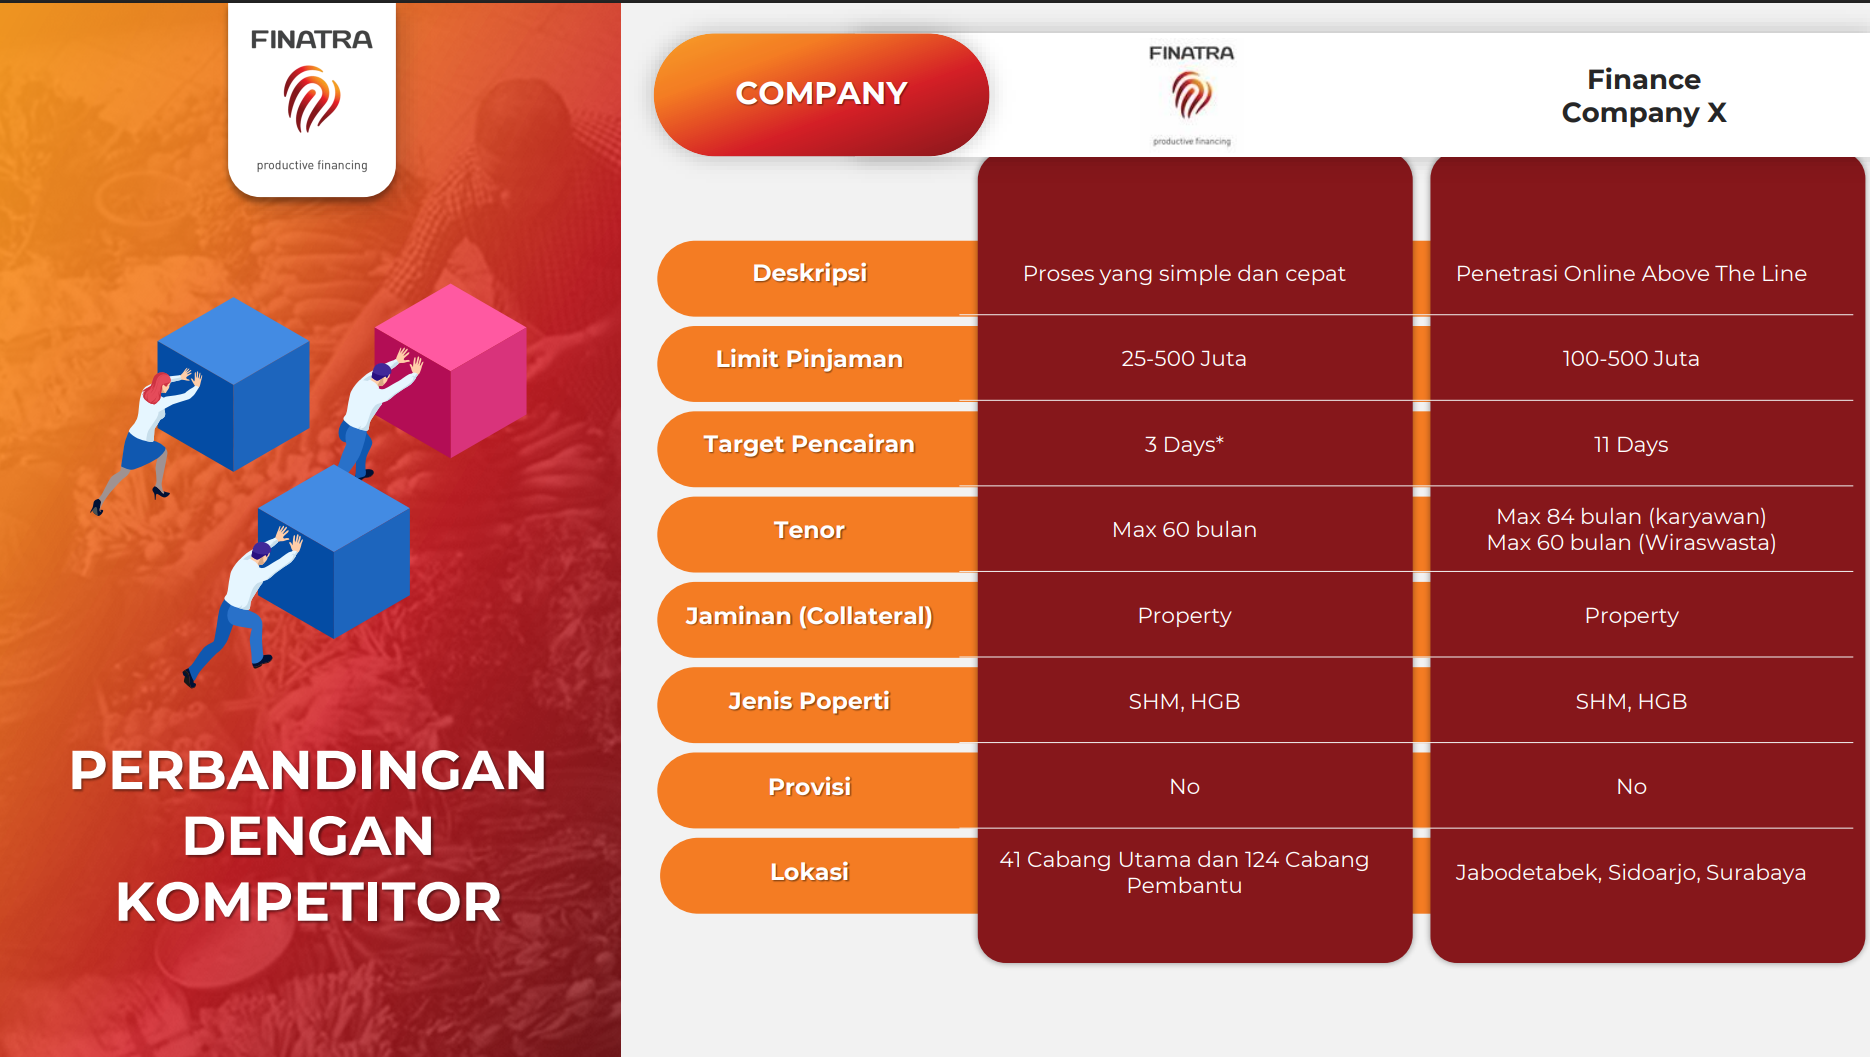 FINATRA
productive financing
PERBANDINGAN
DENGAN
KOMPETITOR
COMPANY
FINATRA
productive financing
Finance
Company X
Deskripsi
Proses yang simple dan cepat
Penetrasi Online Above The Line
Limit Pinjaman
25-500 Juta
100-500 Juta
Target Pencairan
3 Days*
11 Days
Tenor
Max 60 bulan
Max 84 bulan (karyawan)
Max 60 bulan (Wiraswasta)
Jaminan (Collateral)
Property
Property
Jenis Poperti
SHM, HGB
SHM, HGB
Provisi
No
No
Lokasi
41 Cabang Utama dan 124 Cabang
Pembantu
Jabodetabek, Sidoarjo, Surabaya